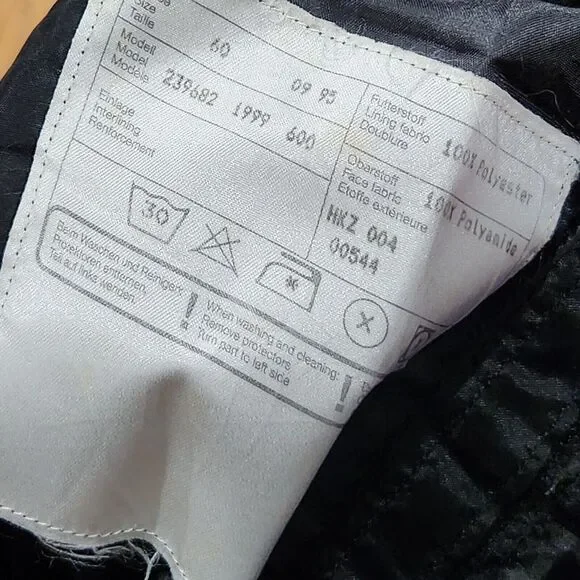 Size
Taille
60
09 95
Modell
Model
Modèle
239682 1999 600
Einlage
Interlining
Renforcement
Futterstoff
Lining fabric
Doublure
100% Polyester
Oberstoff
Face fabric
Etoffe extérieure
100% Polyamide
HKZ 004
00544
30
X
Beim Waschen und Reinigen:
Protektoren entfernen.
Teil auf links wenden.
!
When washing and cleaning:
Remove protectors
Turn part to left side
!